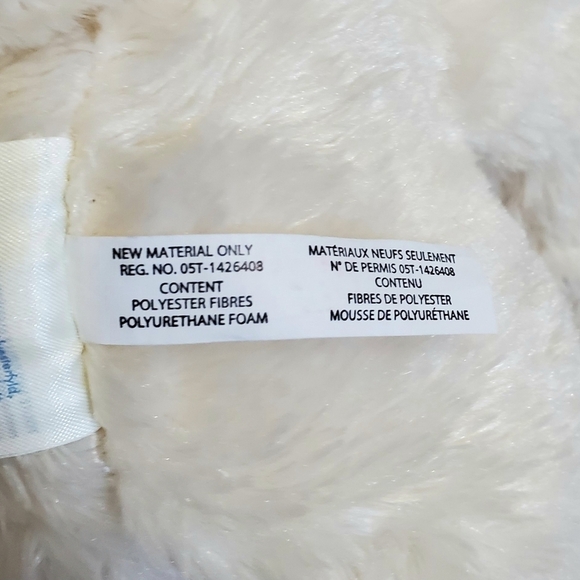 NEW MATERIAL ONLY
REG. NO. 05T-1426408
CONTENT
POLYESTER FIBRES
POLYURETHANE FOAM
MATÉRIAUX NEUFS SEULEMENT
N° DE PERMIS 05T-1426408
CONTENU
FIBRES DE POLYESTER
MOUSSE DE POLYURÉTHANE